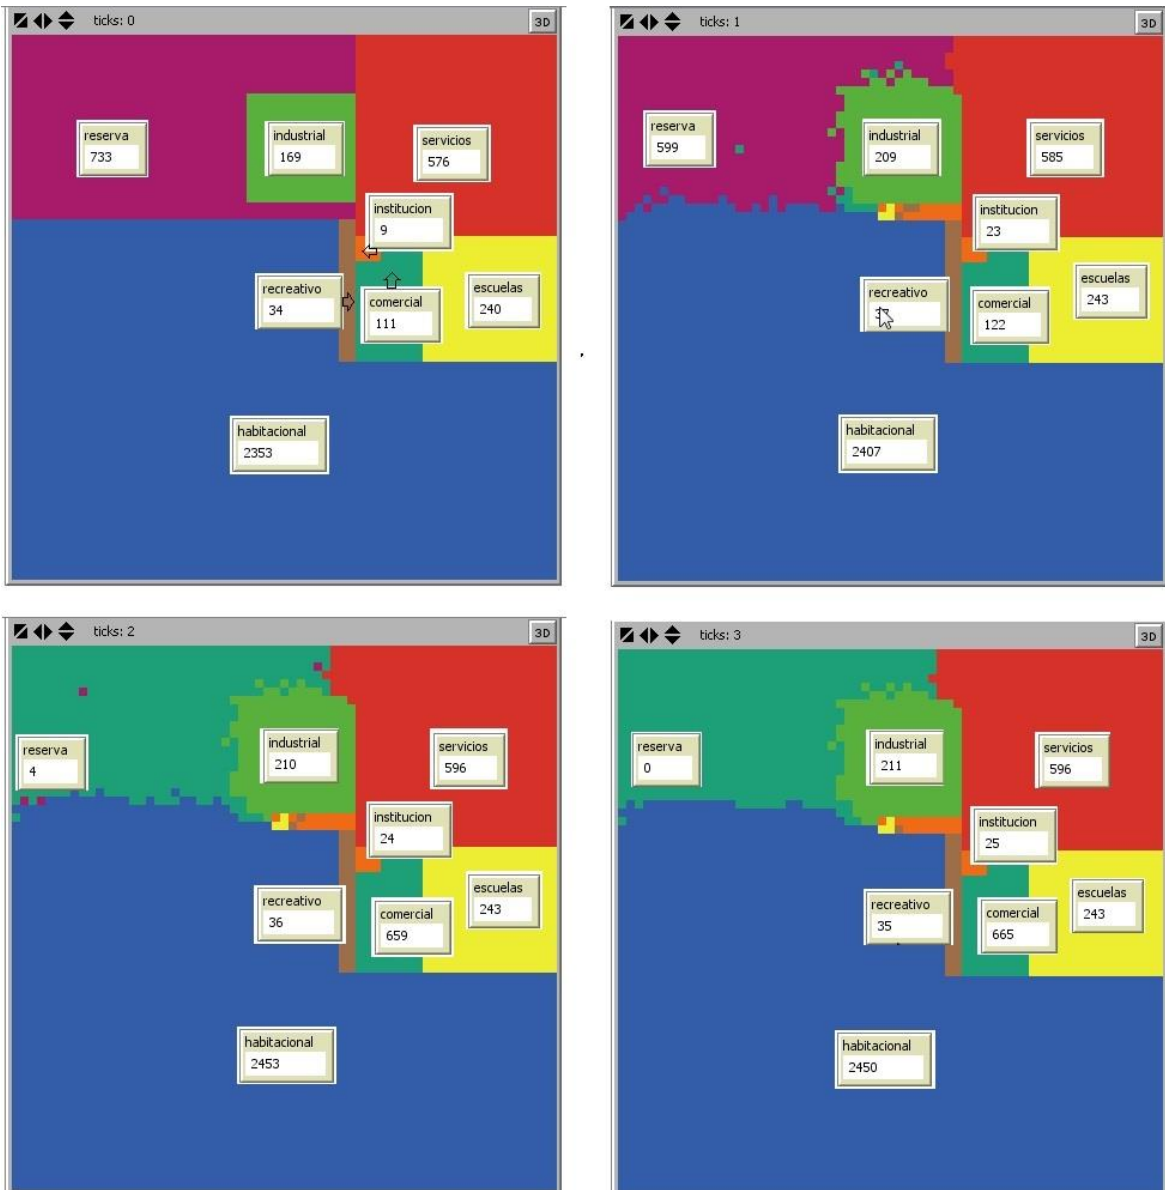 ticks: 0
3D
reserva
733
industrial
169
servicios
576
institucion
9
recreativo
34
comercial
111
escuelas
240
habitacional
2353
ticks: 1
3D
reserva
599
industrial
209
servicios
585
institucion
23
recreativo
comercial
122
escuelas
243
habitacional
2407
ticks: 2
3D
reserva
4
industrial
210
servicios
596
institucion
24
recreativo
36
comercial
659
escuelas
243
habitacional
2453
ticks: 3
3D
reserva
0
industrial
211
servicios
596
institucion
25
recreativo
35
comercial
665
escuelas
243
habitacional
2450